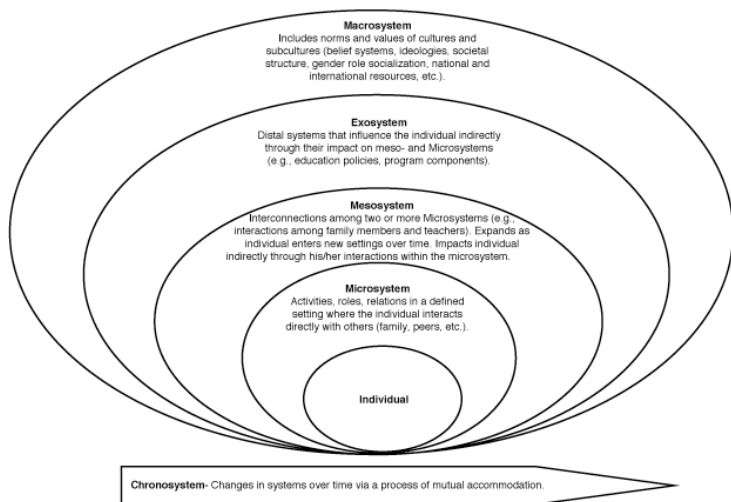 Macrosystem
Includes norms and values of cultures and
subcultures (belief systems, ideologies, societal
structure, gender role socialization, national and
international resources, etc.).
Exosystem
Distal systems that influence the individual indirectly
through their impact on meso- and Microsystems
(e.g., education policies, program components).
Mesosystem
Interconnections among two or more Microsystems (e.g.,
interactions among family members and teachers). Expands as
individual enters new settings over time. Impacts individual
indirectly through his/her interactions within the microsystem.
Microsystem
Activities, roles, relations in a defined
setting where the individual interacts
directly with others (family, peers, etc.).
Individual
Chronosystem- Changes in systems over time via a process of mutual accommodation.